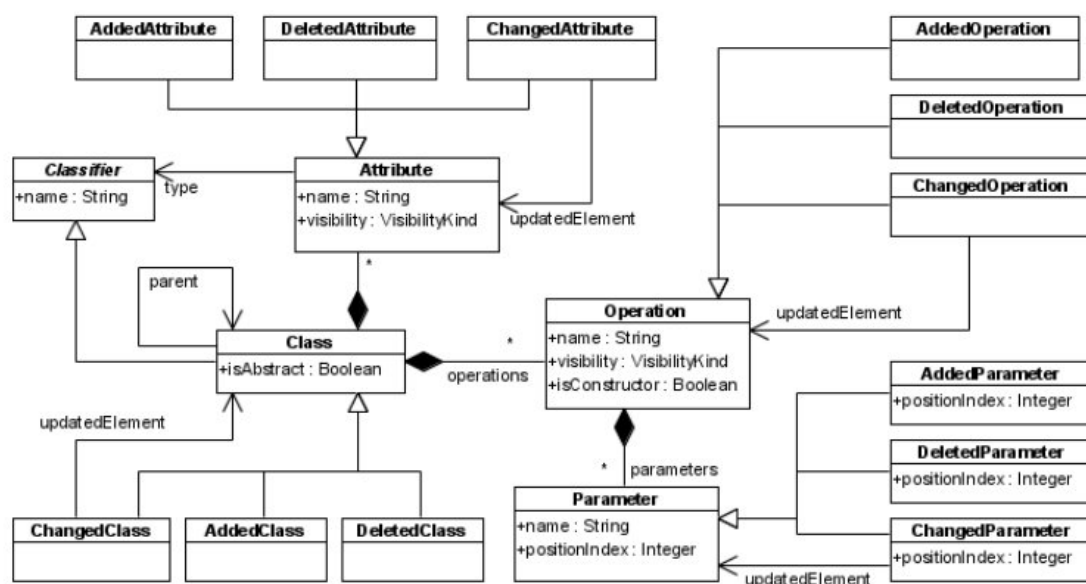 AddedAttribute
DeletedAttribute
ChangedAttribute
AddedOperation
DeletedOperation
ChangedOperation
Classifier
+name : String
type
Attribute
+name : String
+visibility : VisibilityKind
updatedElement
*
parent
Class
+isAbstract : Boolean
*
operations
Operation
+name : String
+visibility : VisibilityKind
+isConstructor : Boolean
updatedElement
updatedElement
*
parameters
AddedParameter
+positionIndex : Integer
DeletedParameter
+positionIndex : Integer
ChangedParameter
+positionIndex : Integer
ChangedClass
AddedClass
DeletedClass
Parameter
+name : String
+positionIndex : Integer
updatedElement